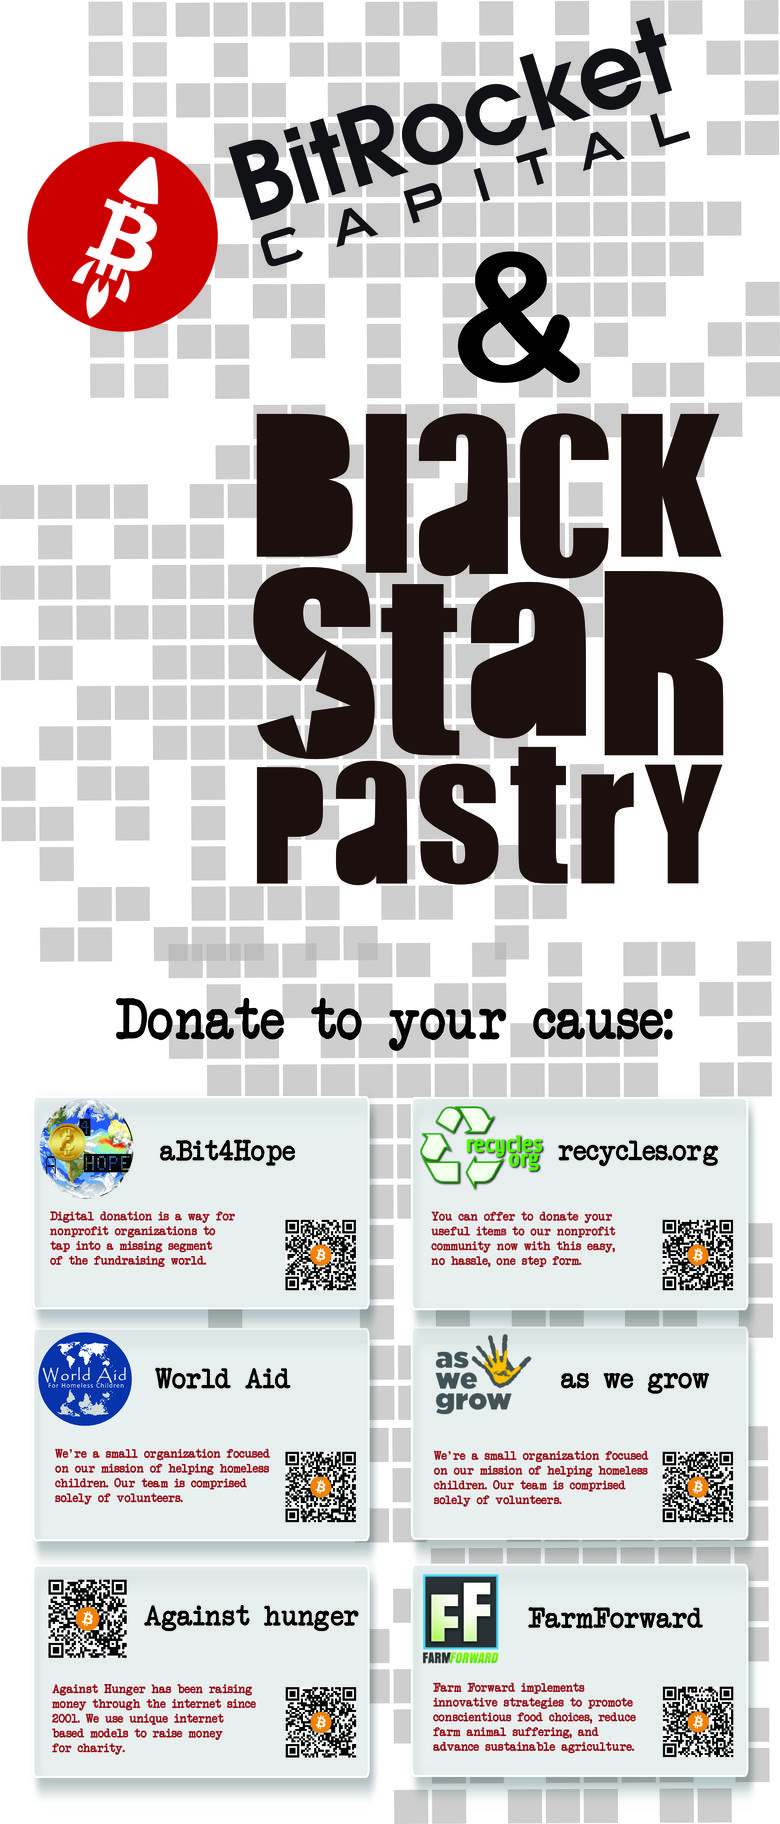 BitRocket
CAPITAL
&
Black
Star
Pastry
Donate to your cause:
4
A HOPE
aBit4Hope
Digital donation is a way for
nonprofit organizations to
tap into a missing segment
of the fundraising world.
recycles
org
recycles.org
You can offer to donate your
useful items to our nonprofit
community now with this easy,
no hassle, one step form.
World Aid
For Homeless Children
World Aid
We're a small organization focused
on our mission of helping homeless
children. Our team is comprised
solely of volunteers.
as
we
grow
as we grow
We're a small organization focused
on our mission of helping homeless
children. Our team is comprised
solely of volunteers.
Against hunger
Against Hunger has been raising
money through the internet since
2001. We use unique internet
based models to raise money
for charity.
FF
FARMFORWARD
FarmForward
Farm Forward implements
innovative strategies to promote
conscientious food choices, reduce
farm animal suffering, and
advance sustainable agriculture.